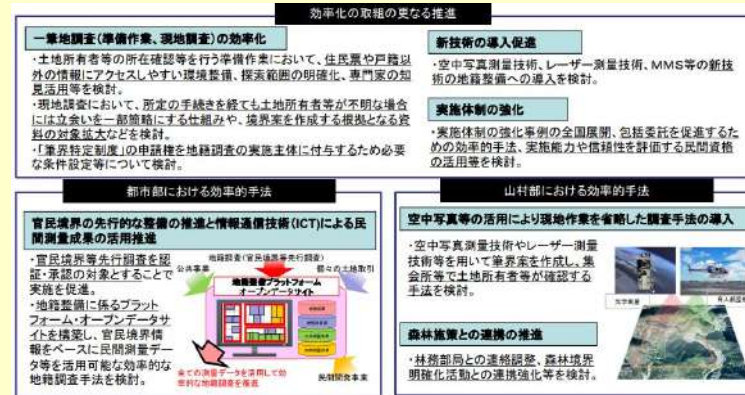 効率化の取組の更なる推進
一筆地調査(準備作業、現地調査)の効率化
・土地所有者等の所在確認等を行う準備作業において、住民票や戸籍以
外の情報にアクセスしやすい環境整備、探索範囲の明確化、専門家の知
見活用等を検討。
・現地調査において、所定の手続きを経ても土地所有者等が不明な場合
には立会いを一部簡略にする仕組みや、境界案を作成する根拠となる資
料の対象拡大などを検討。
・「筆界特定制度」の申請権を地籍調査の実施主体に付与するため必要
な条件設定等について検討。
新技術の導入促進
・空中写真測量技術、レーザー測量技術、MMS等の新技
術の地籍整備への導入を検討。
実施体制の強化
・実施体制の強化事例の全国展開、包括委託を促進するた
めの効率的手法、実施能力や信頼性を評価する民間資格
の活用等を検討。
都市部における効率的手法
官民境界の先行的な整備の推進と情報通信技術(ICT)による民
間測量成果の活用推進
・官民境界等先行調査を認
証・承認の対象とすることで
実施を促進。
・地籍整備に係るプラット
フォーム・オープンデータサ
イトを構築し、官民境界情
報をベースに民間測量デー
タ等を活用可能な効率的な
地籍調査手法を検討。
地籍調査(官民境界等先行調査)
公共事業
個々の土地取引
地籍整備プラットフォーム
オープンデータサイト
全ての測量データを活用して効
率的な地籍調査を推進
民間開発事業
山村部における効率的手法
空中写真等の活用により現地作業を省略した調査手法の導入
・空中写真測量技術やレーザー測量
技術等を用いて筆界案を作成し、集
会所等で土地所有者等が確認する
手法を検討。
森林施策との連携の推進
・林務部局との連絡調整、森林境界
明確化活動との連携強化等を検討。